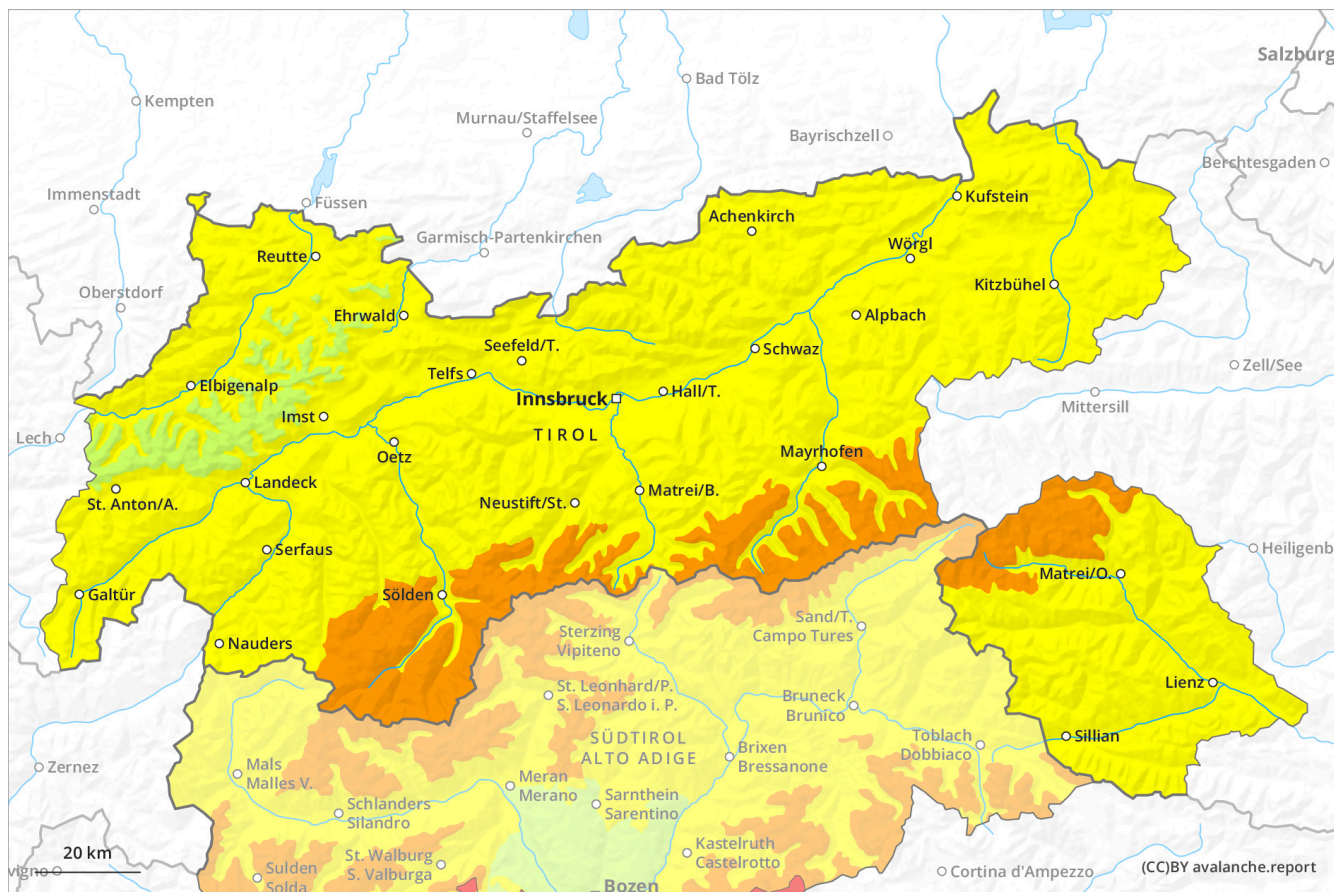 Salzburg
Bad Tölz
Kempten
Murnau/Staffelsee
Bayrischzell
Berchtesgaden
Immenstadt
Füssen
Kufstein
Achenkirch
Garmisch-Partenkirchen
Wörgl
Reutte
Kitzbühel
Oberstdorf
Ehrwald
Alpbach
Seefeld/T.
Schwaz
Zell/See
Telfs
Elbigenalp
Hall/T.
Innsbruck
Mittersill
Imst
TIROL
Lech
Mayrhofen
Oetz
Landeck
Matrei/B.
St. Anton/A.
Neustift/St.
Serfaus
Heiligenb
Matrei/O.
Galtür
Sölden
Sand/T.
Campo Tures
Sterzing
Vipiteno
Nauders
Lienz
St. Leonhard/P.
S. Leonardo i. P.
Bruneck
Brunico
Sillian
SÜDTIROL
ALTO ADIGE
Toblach
Dobbiaco
Brixen
Bressanone
Zernez
Mals
Malles V.
Meran
Merano
Sarnthein
Sarentino
Schlanders
Silandro
Kastelruth
Castelrotto
20 km
St. Walburg
S. Valburga
vigno
Sulden
Solda
Bozen
Cortina d'Ampezzo
(CC)BY avalanche.report